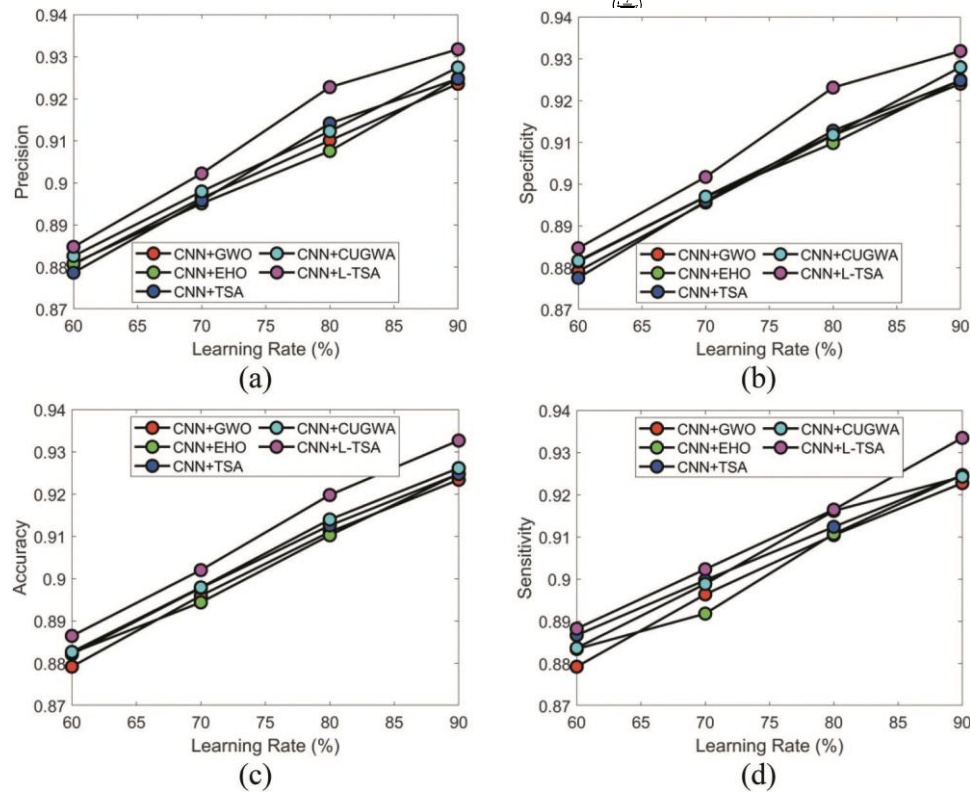 0.94
0.93
0.92
0.91
0.9
0.89
0.88
0.87
Precision
CNN+GWO CNN+CUGWA
CNN+EHO CNN+L-TSA
CNN+TSA
60 65 70 75 80 85 90
Learning Rate (%)
(a)
0.94
0.93
0.92
0.91
0.9
0.89
0.88
0.87
Specificity
CNN+GWO CNN+CUGWA
CNN+EHO CNN+L-TSA
CNN+TSA
60 65 70 75 80 85 90
Learning Rate (%)
(b)
0.94
0.93
0.92
0.91
0.9
0.89
0.88
0.87
Accuracy
CNN+GWO CNN+CUGWA
CNN+EHO CNN+L-TSA
CNN+TSA
60 65 70 75 80 85 90
Learning Rate (%)
(c)
0.94
0.93
0.92
0.91
0.9
0.89
0.88
0.87
Sensitivity
CNN+GWO CNN+CUGWA
CNN+EHO CNN+L-TSA
CNN+TSA
60 65 70 75 80 85 90
Learning Rate (%)
(d)